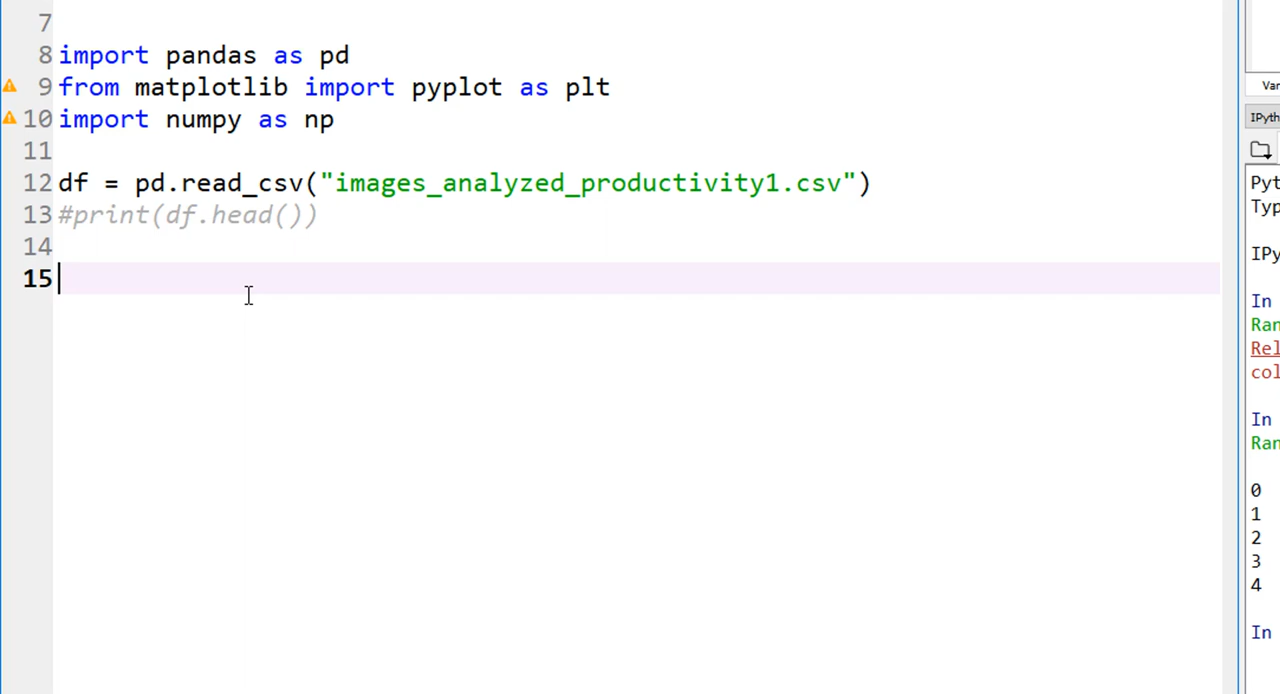 7
8 import pandas as pd
9 from matplotlib import pyplot as plt
10 import numpy as np
11
12 df = pd.read_csv("images_analyzed_productivity1.csv")
13 #print(df.head())
14
15
IPyth
Pyt
Typ
IPy
In
Ran
Rel
col
In
Ran
0
1
2
3
4
In